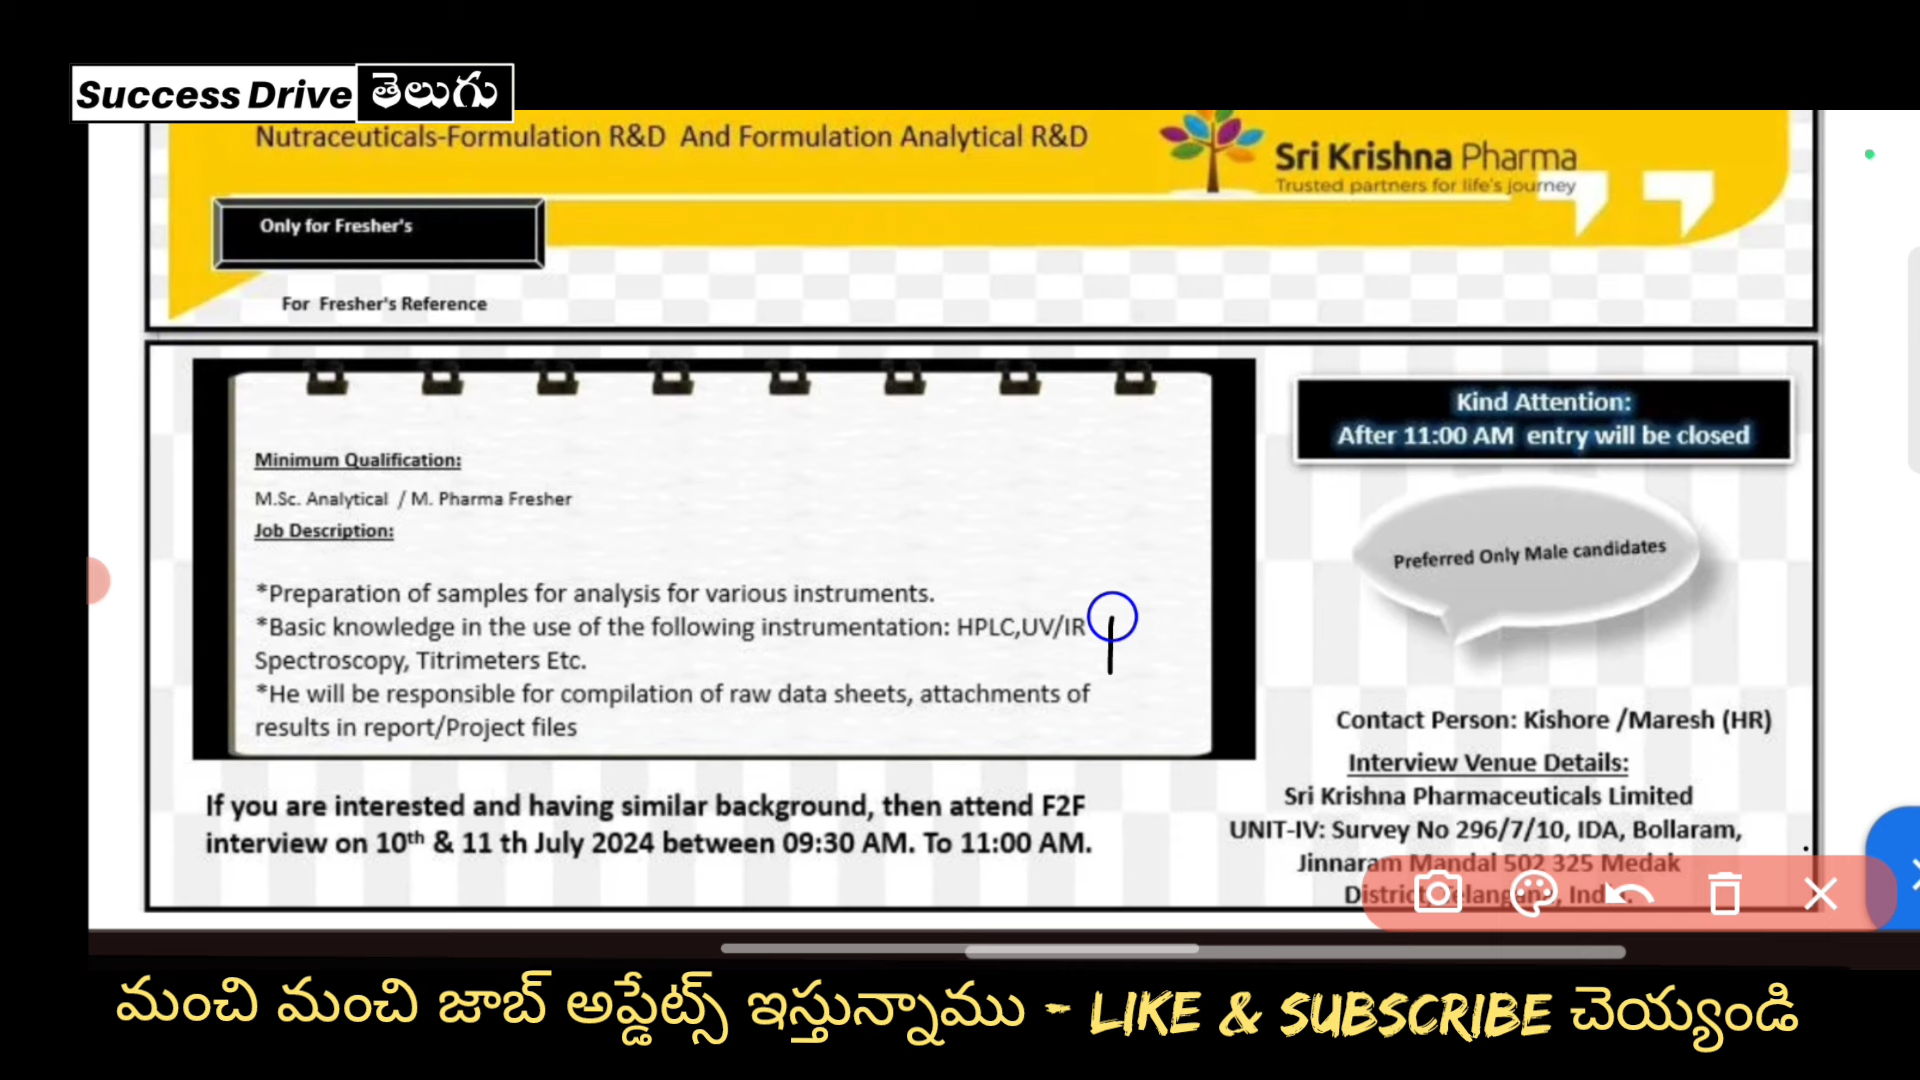 Success Drive తెలుగు
Nutraceuticals-Formulation R&D And Formulation Analytical R&D
Sri Krishna Pharma
Trusted partners for life's journey
Only for Fresher's
For Fresher's Reference
Minimum Qualification:
M.Sc. Analytical / M. Pharma Fresher
Job Description:
*Preparation of samples for analysis for various instruments.
*Basic knowledge in the use of the following instrumentation: HPLC,UV/IR
Spectroscopy, Titrimeters Etc.
*He will be responsible for compilation of raw data sheets, attachments of
results in report/Project files
If you are interested and having similar background, then attend F2F
interview on 10th & 11 th July 2024 between 09:30 AM. To 11:00 AM.
Kind Attention:
After 11:00 AM entry will be closed
Preferred Only Male candidates
Contact Person: Kishore /Maresh (HR)
Interview Venue Details:
Sri Krishna Pharmaceuticals Limited
UNIT-IV: Survey No 296/7/10, IDA, Bollaram,
Jinnaram Mandal 502 325 Medak
District
మంచి మంచి జాబ్ అప్డేట్స్ ఇస్తున్నాము - LIKE & SUBSCRIBE చెయ్యండి